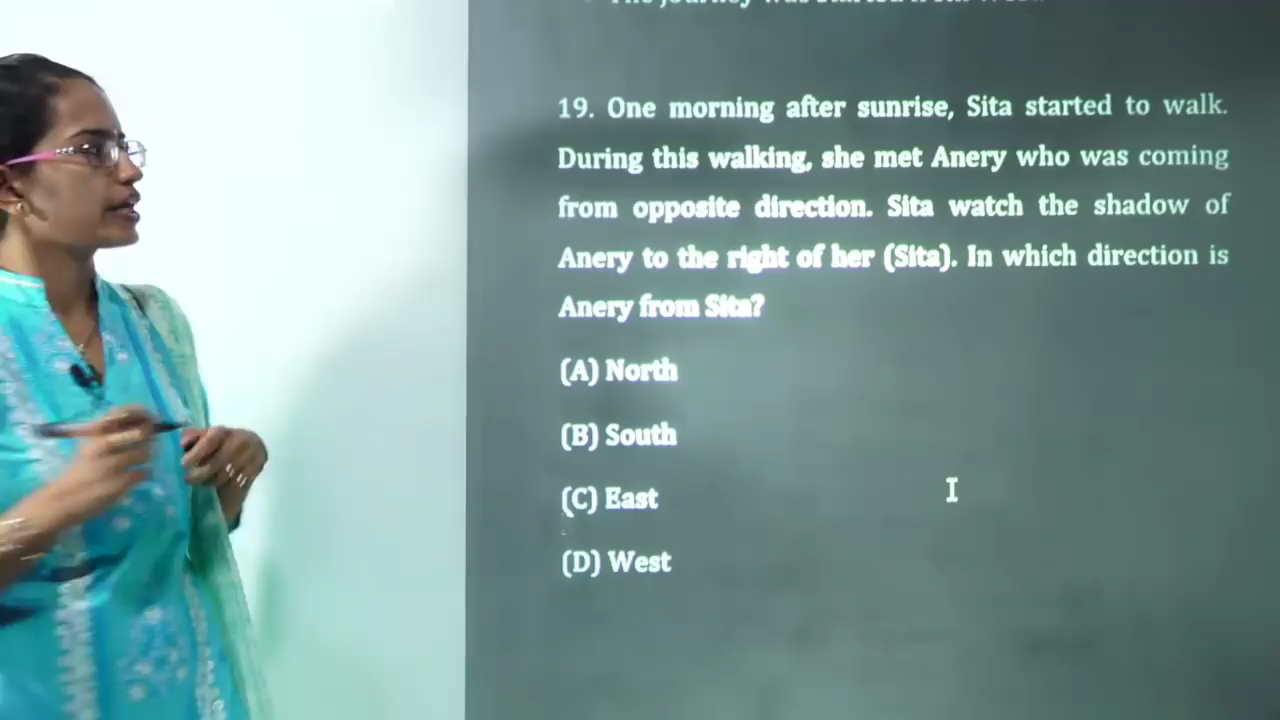 19. One morning after sunrise, Sita started to walk.
During this walking, she met Anery who was coming
from opposite direction. Sita watch the shadow of
Anery to the right of her (Sita). In which direction is
Anery from Sita?
(A) North
(B) South
(C) East
(D) West